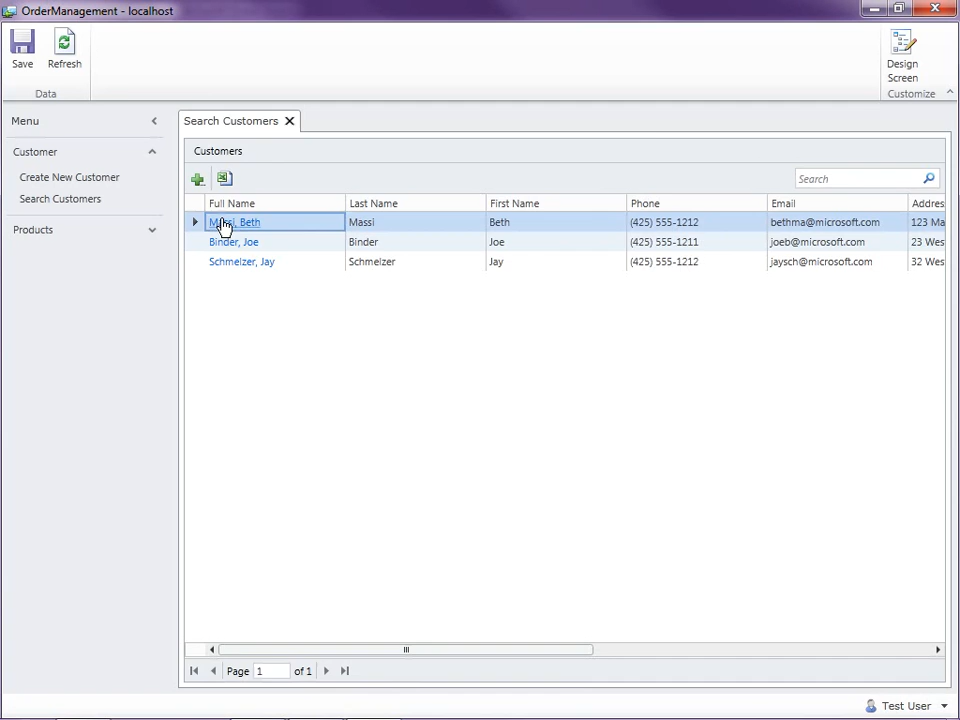 OrderManagement - localhost
Save
Refresh
Data
Design
Screen
Customize
Menu
Customer
Create New Customer
Search Customers
Products
Search Customers
Customers
Search
Full Name Last Name First Name Phone Email Addres
Massi, Beth Massi Beth (425) 555-1212 bethma@microsoft.com 123 Ma
Binder, Joe Binder Joe (425) 555-1211 joeb@microsoft.com 23 Wes
Schmelzer, Jay Schmelzer Jay (425) 555-1212 jaysch@microsoft.com 32 Wes
Page 1 of 1
Test User